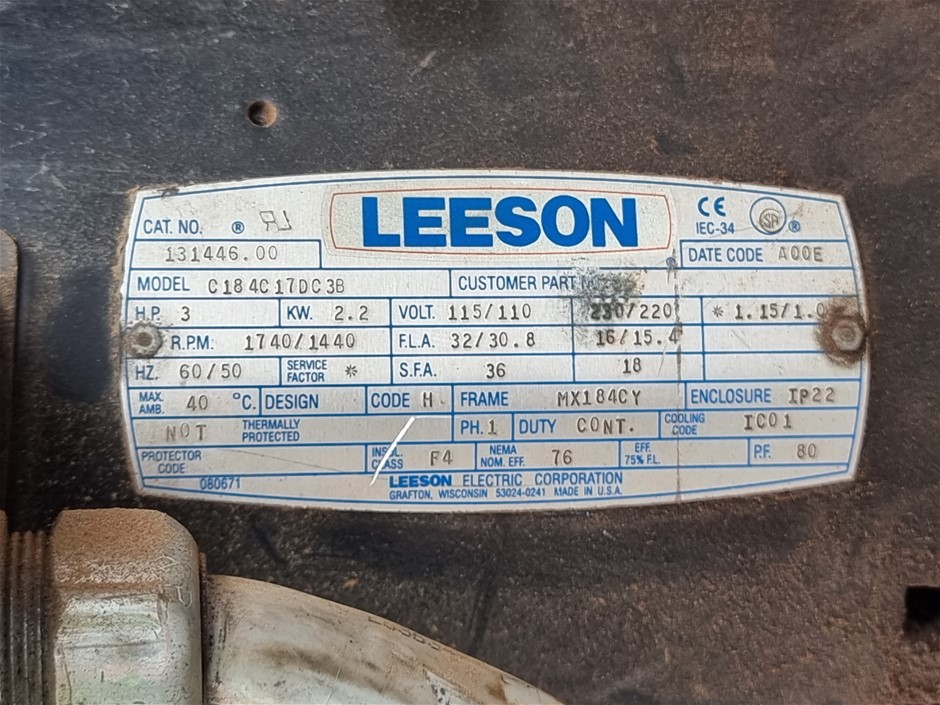 CAT. NO. ® LEESON CE
IEC-34 SA ®
131446.00 DATE CODE A00E
MODEL C184C17DC3B CUSTOMER PART
H.P. 3 KW. 2.2 VOLT. 115/110 230/220 * 1.15/1.0
R.P.M: 1740/1440 F.L.A. 32/30.8 16/15.4
HZ. 60/50 SERVICE FACTOR * S.F.A. 36 18
MAX. AMB. 40 °C. DESIGN CODE H FRAME MX184CY ENCLOSURE IP22
NOT THERMALLY PROTECTED PH. 1 DUTY CONT. COOLING CODE IC01
PROTECTOR CODE INSUL. CLASS F4 NEMA NOM. EFF. 76 EFF. 75% F.L. P.F. 80
080671 LEESON ELECTRIC CORPORATION
GRAFTON, WISCONSIN 53024-0241 MADE IN U.S.A.